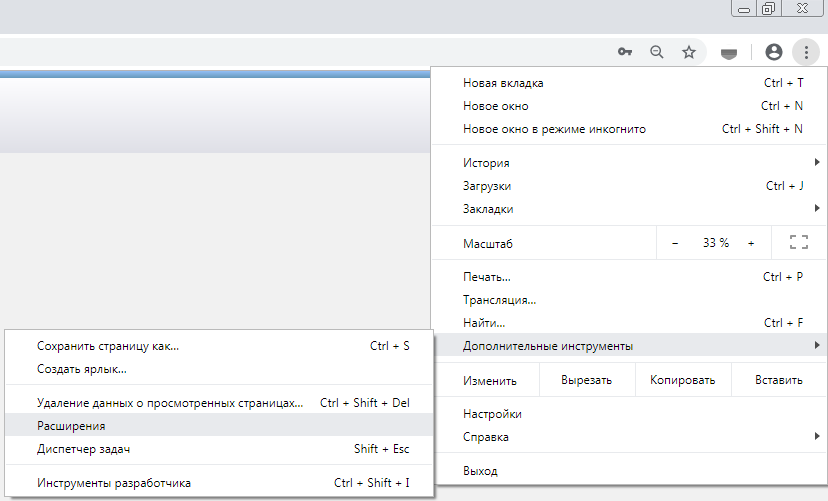 Новая вкладка Ctrl + T
Новое окно Ctrl + N
Новое окно в режиме инкогнито Ctrl + Shift + N
История
Загрузки Ctrl + J
Закладки
Масштаб − 33 % +
Печать... Ctrl + P
Трансляция...
Найти... Ctrl + F
Дополнительные инструменты
Изменить Вырезать Копировать Вставить
Настройки
Справка
Выход
Сохранить страницу как... Ctrl + S
Создать ярлык...
Удаление данных о просмотренных страницах... Ctrl + Shift + Del
Расширения
Диспетчер задач Shift + Esc
Инструменты разработчика Ctrl + Shift + I